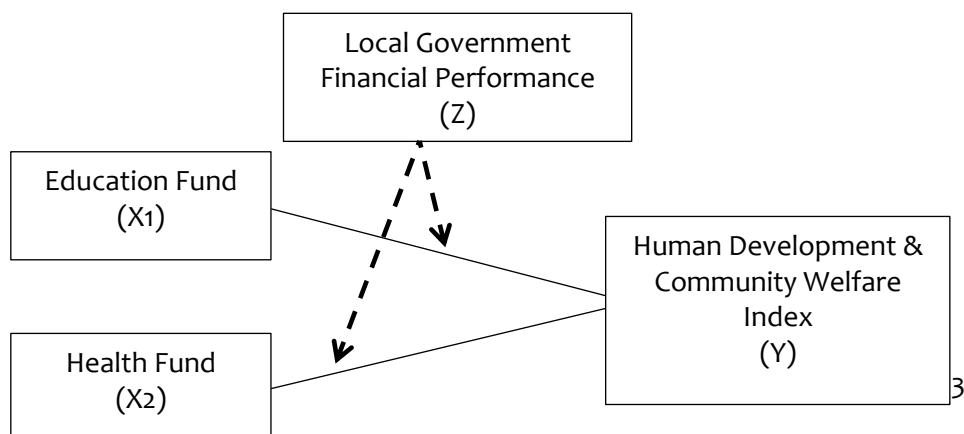 Local Government
Financial Performance
(Z)
Education Fund
(X1)
Human Development &
Community Welfare
Index
(Y)
Health Fund
(X2)
3